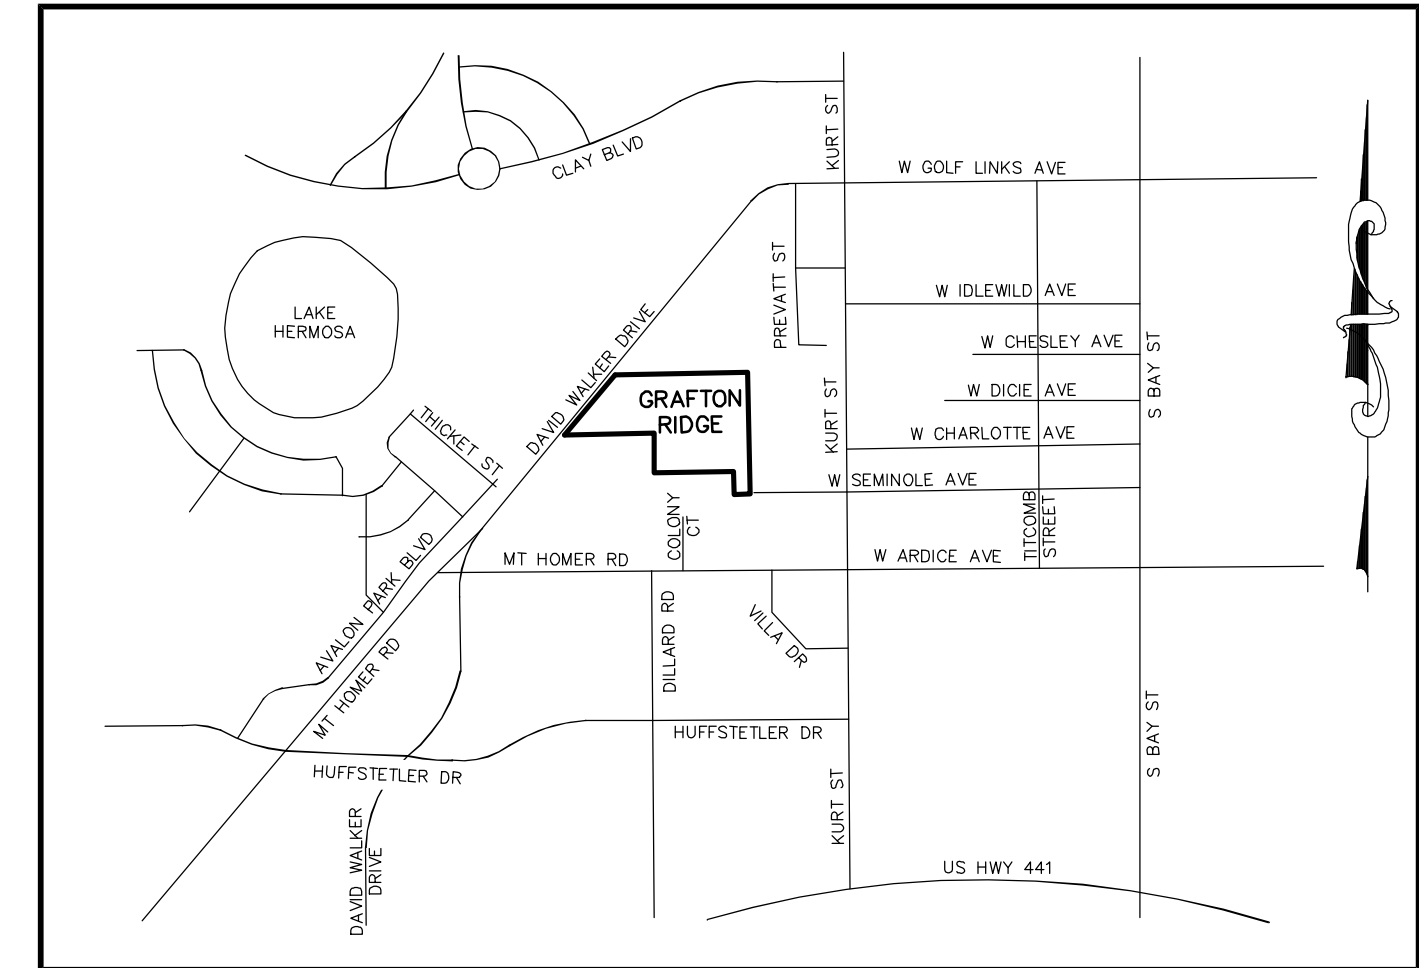 CLAY BLVD
KURT ST
W GOLF LINKS AVE
PREVATT ST
W IDLEWILD AVE
LAKE
HERMOSA
W CHESLEY AVE
S BAY ST
DAVID WALKER DRIVE
GRAFTON
RIDGE
KURT ST
W DICIE AVE
THICKET ST
W CHARLOTTE AVE
W SEMINOLE AVE
COLONY
CT
TITCOMB
STREET
MT HOMER RD
W ARDICE AVE
AVALON PARK BLVD
MT HOMER RD
DILLARD RD
VILLA DR
HUFFSTETLER DR
S BAY ST
HUFFSTETLER DR
KURT ST
DAVID WALKER
DRIVE
US HWY 441